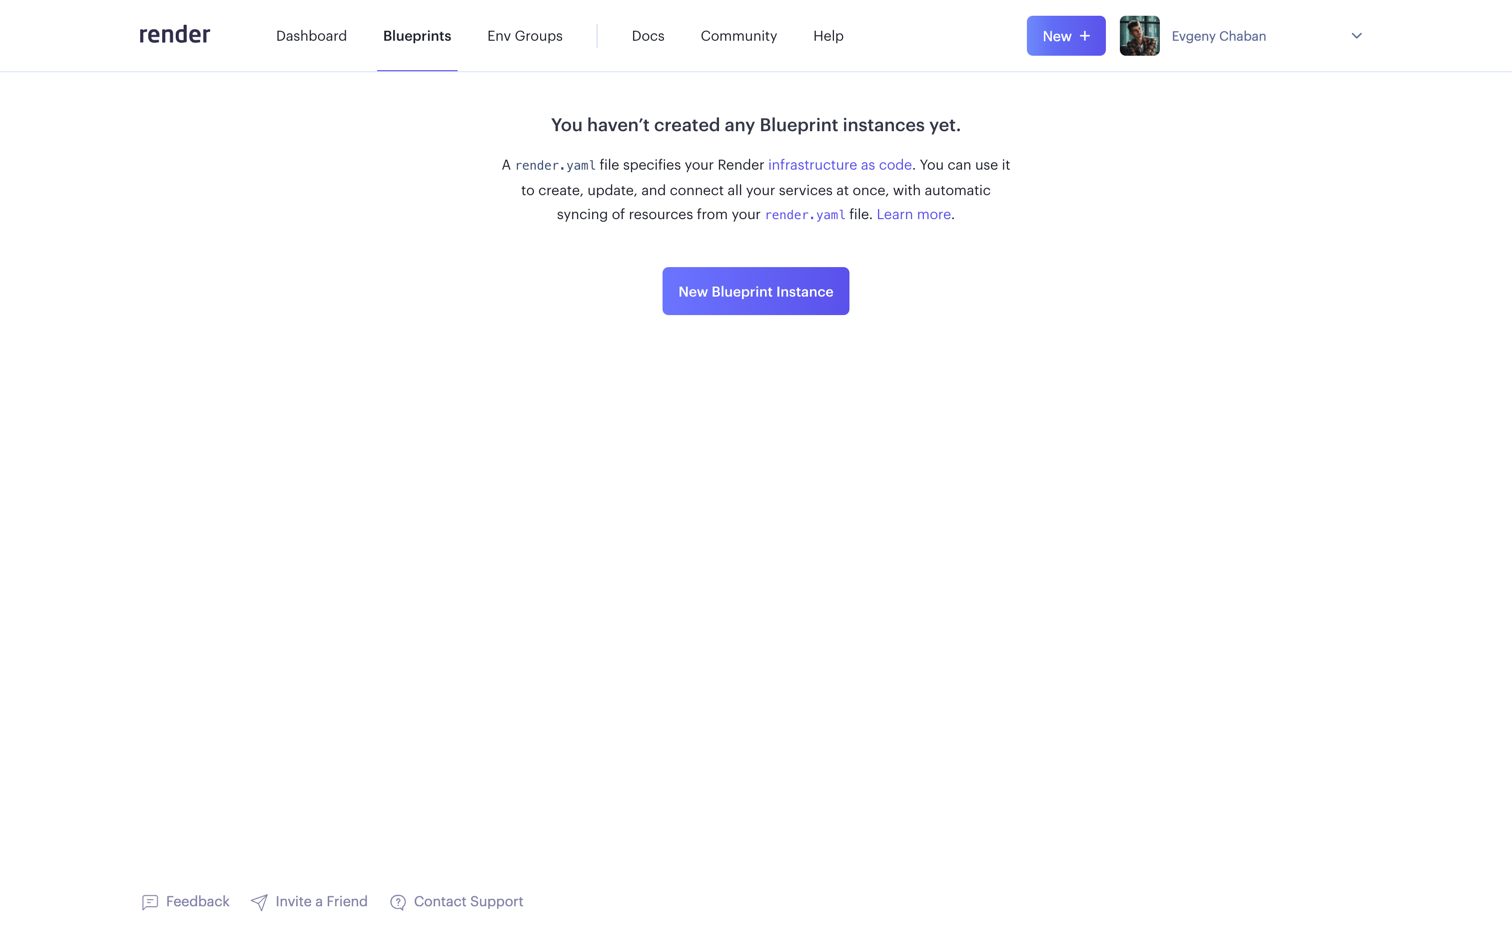 render
Dashboard
Blueprints
Env Groups
Docs
Community
Help
New +
Evgeny Chaban
You haven’t created any Blueprint instances yet.
A render.yaml file specifies your Render infrastructure as code. You can use it
to create, update, and connect all your services at once, with automatic
syncing of resources from your render.yaml file. Learn more.
New Blueprint Instance
Feedback
Invite a Friend
Contact Support